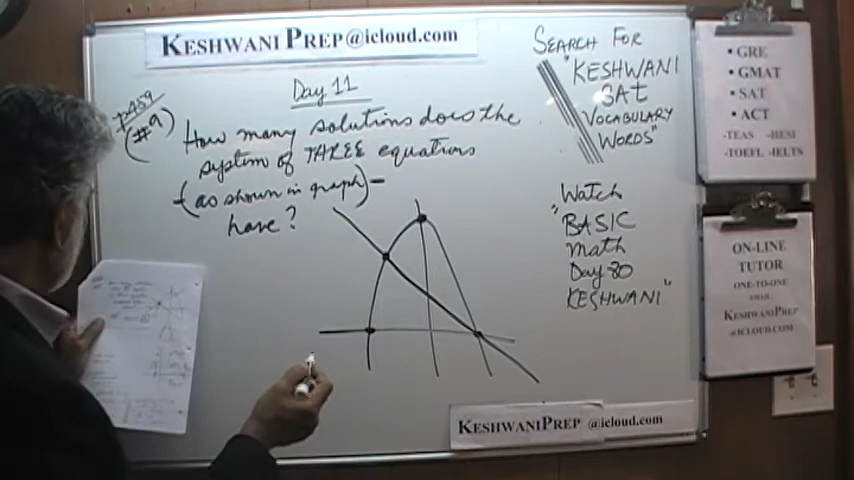 KESHWANI PREP@icloud.com
Day 11
p459
(#9)
How many solutions does the
system of THREE equations
(as shown in graph)
have?
SEARCH FOR
"KESHWANI
SAT
VOCABULARY
WORDS"
Watch
"BASIC
math
Day 80
KESHWANI"
• GRE
• GMAT
• SAT
• ACT
-TEAS -HESI
-TOEFL -IELTS
ON-LINE
TUTOR
ONE-TO-ONE
KESHWANIPREP
@ICLOUD.COM
KESHWANIPREP @icloud.com